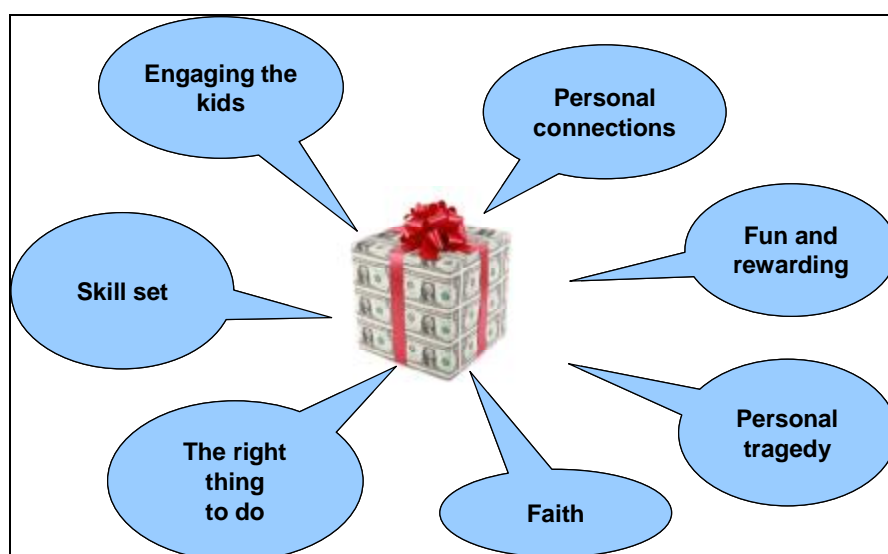 Engaging the
kids
Personal
connections
Fun and
rewarding
Skill set
Personal
tragedy
The right
thing
to do
Faith